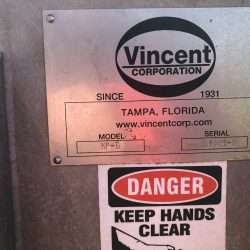 Vincent
CORPORATION
SINCE 1931
TAMPA, FLORIDA
www.vincentcorp.com
MODEL SERIAL
DANGER
KEEP HANDS
CLEAR